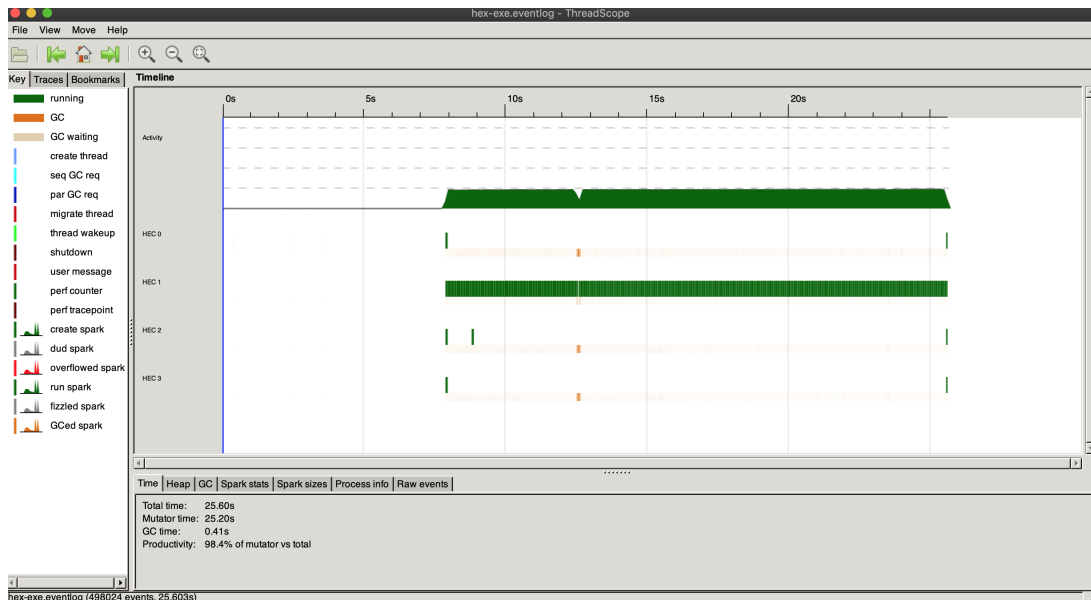 hex-exe.eventlog - ThreadScope
File View Move Help
Key Traces Bookmarks
running
GC
GC waiting
create thread
seq GC req
par GC req
migrate thread
thread wakeup
shutdown
user message
perf counter
perf tracepoint
create spark
dud spark
overflowed spark
run spark
fizzled spark
GCed spark
Timeline
0s 5s 10s 15s 20s
Activity
HEC 0
HEC 1
HEC 2
HEC 3
Time Heap GC Spark stats Spark sizes Process info Raw events
Total time: 25.60s
Mutator time: 25.20s
GC time: 0.41s
Productivity: 98.4% of mutator vs total
hex-exe.eventlog (498024 events, 25.603s)